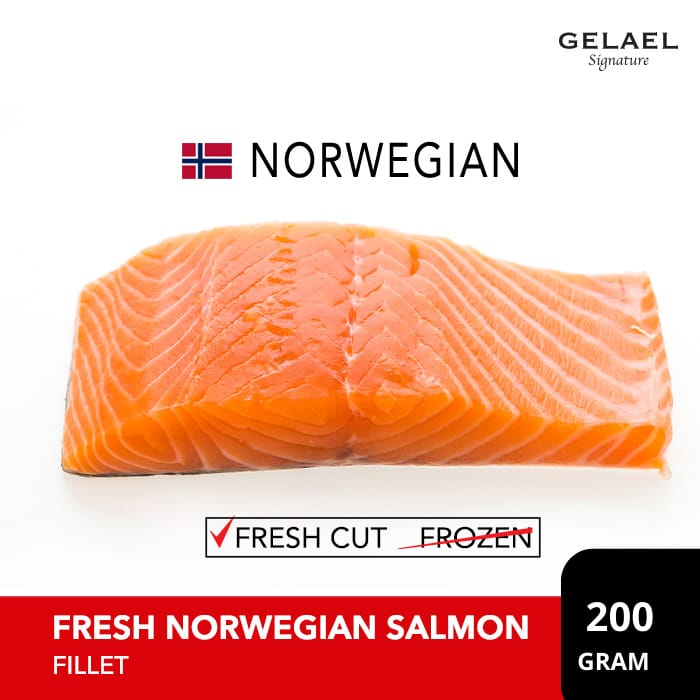 GELAEL
Signature
NORWEGIAN
FRESH CUT FROZEN
FRESH NORWEGIAN SALMON
FILLET
200
GRAM